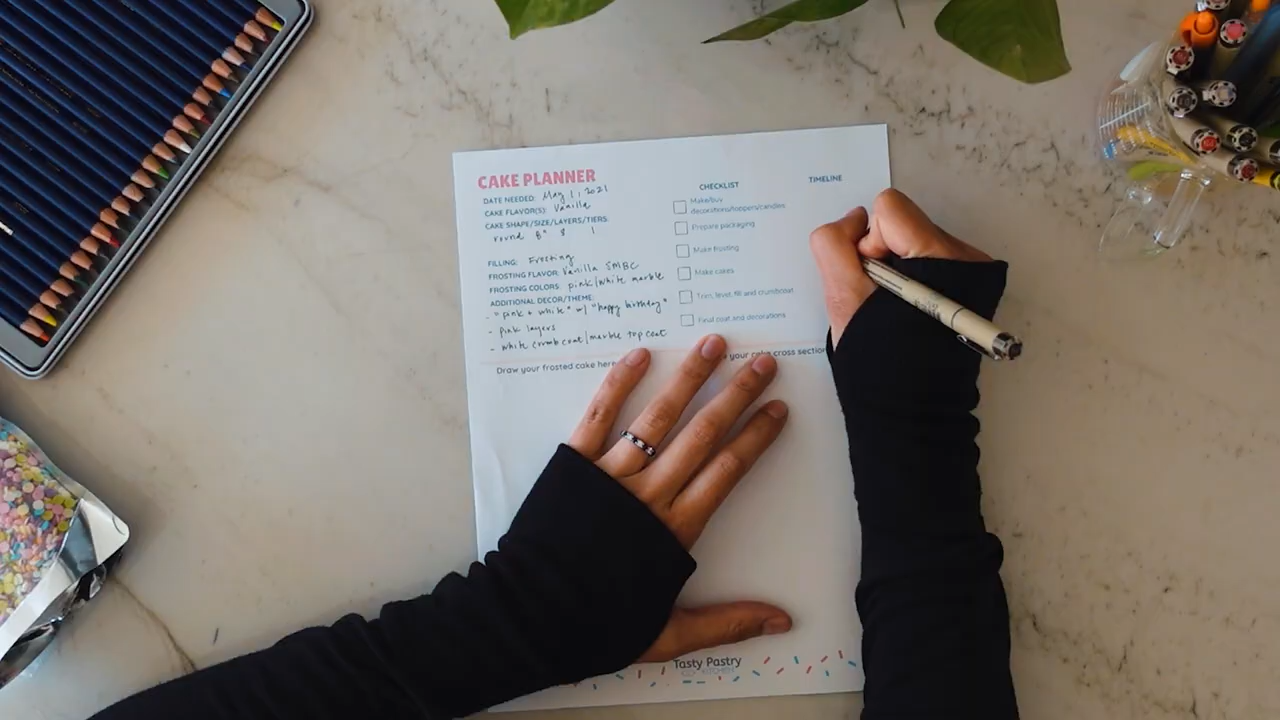 CAKE PLANNER
DATE NEEDED: May 1, 2021
CAKE FLAVOR(S): Vanilla
CAKE SHAPE/SIZE/LAYERS/TIERS:
round 8" 8 1
FILLING: Frosting
FROSTING FLAVOR: Vanilla SMBC
FROSTING COLORS: pink/white marble
ADDITIONAL DECOR/THEME:
- "pink & white" w/ "happy birthday"
- pink layers
- white crumb coat/marble top coat
CHECKLIST
Make/buy
decorations/toppers/candles
Prepare packaging
Make frosting
Make cakes
Trim, level, fill and crumbcoat
Final coat and decorations
TIMELINE
Draw your frosted cake here
your cake cross section
Tasty Pastry